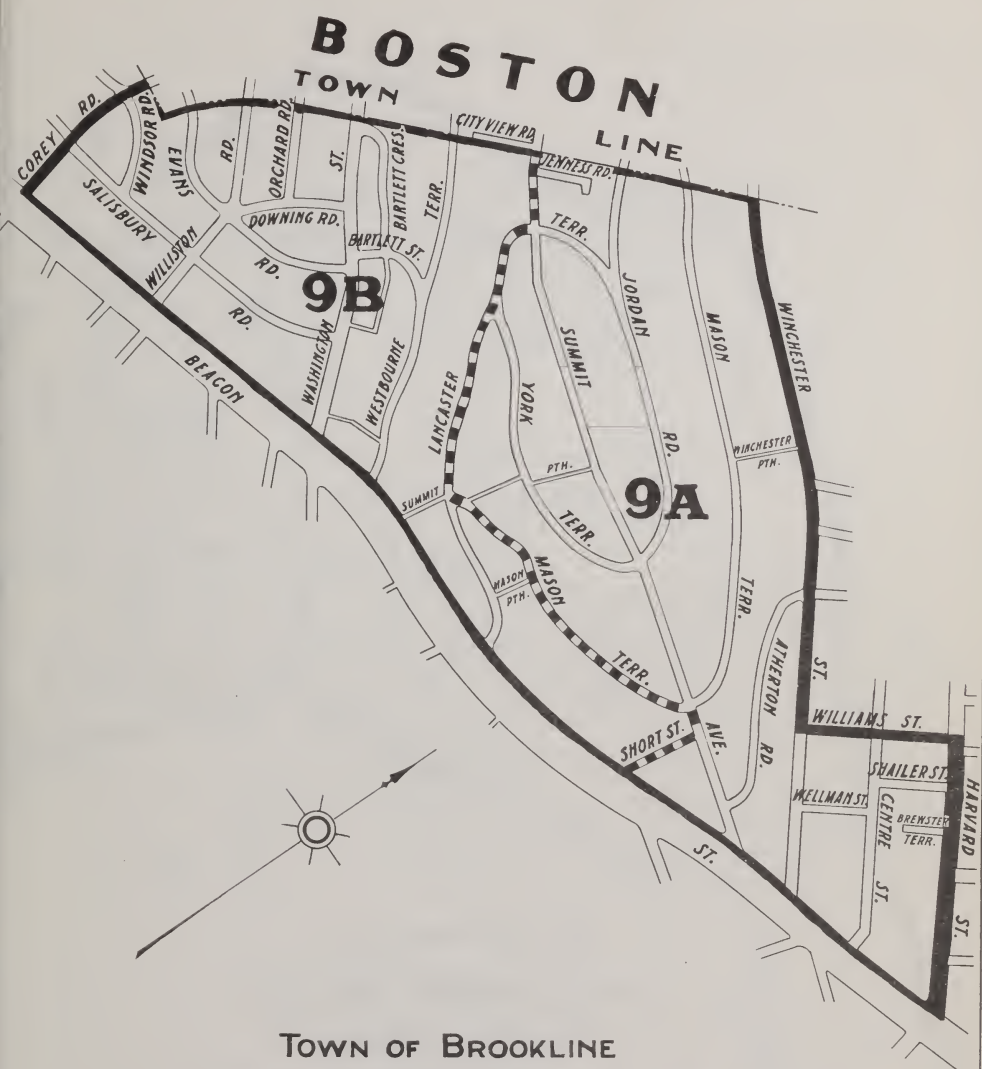 BOSTON
TOWN LINE
CITY VIEW RD.
JENNESS RD.
COREY RD.
WINDSOR RD.
EVANS
RD.
ORCHARD RD.
ST.
BARTLETT CRES.
TERR.
TERR.
SALISBURY
WILLISTON
DOWNING RD.
BARTLETT ST.
RD.
RD.
9B
WASHINGTON
WESTBOURNE
BEACON
LANCASTER
YORK
SUMMIT
JORDAN
MASON
WINCHESTER
RD.
WINCHESTER
PTH.
SUMMIT
PTH.
9A
TERR.
MASON
PTH.
MASON
TERR.
TERR.
ATHERTON
RD.
ST.
WILLIAMS ST.
SHORT ST.
AVE.
SHAILER ST.
WELLMAN ST.
CENTRE
ST.
BREWSTER
TERR.
HARVARD
ST.
ST.
TOWN OF BROOKLINE